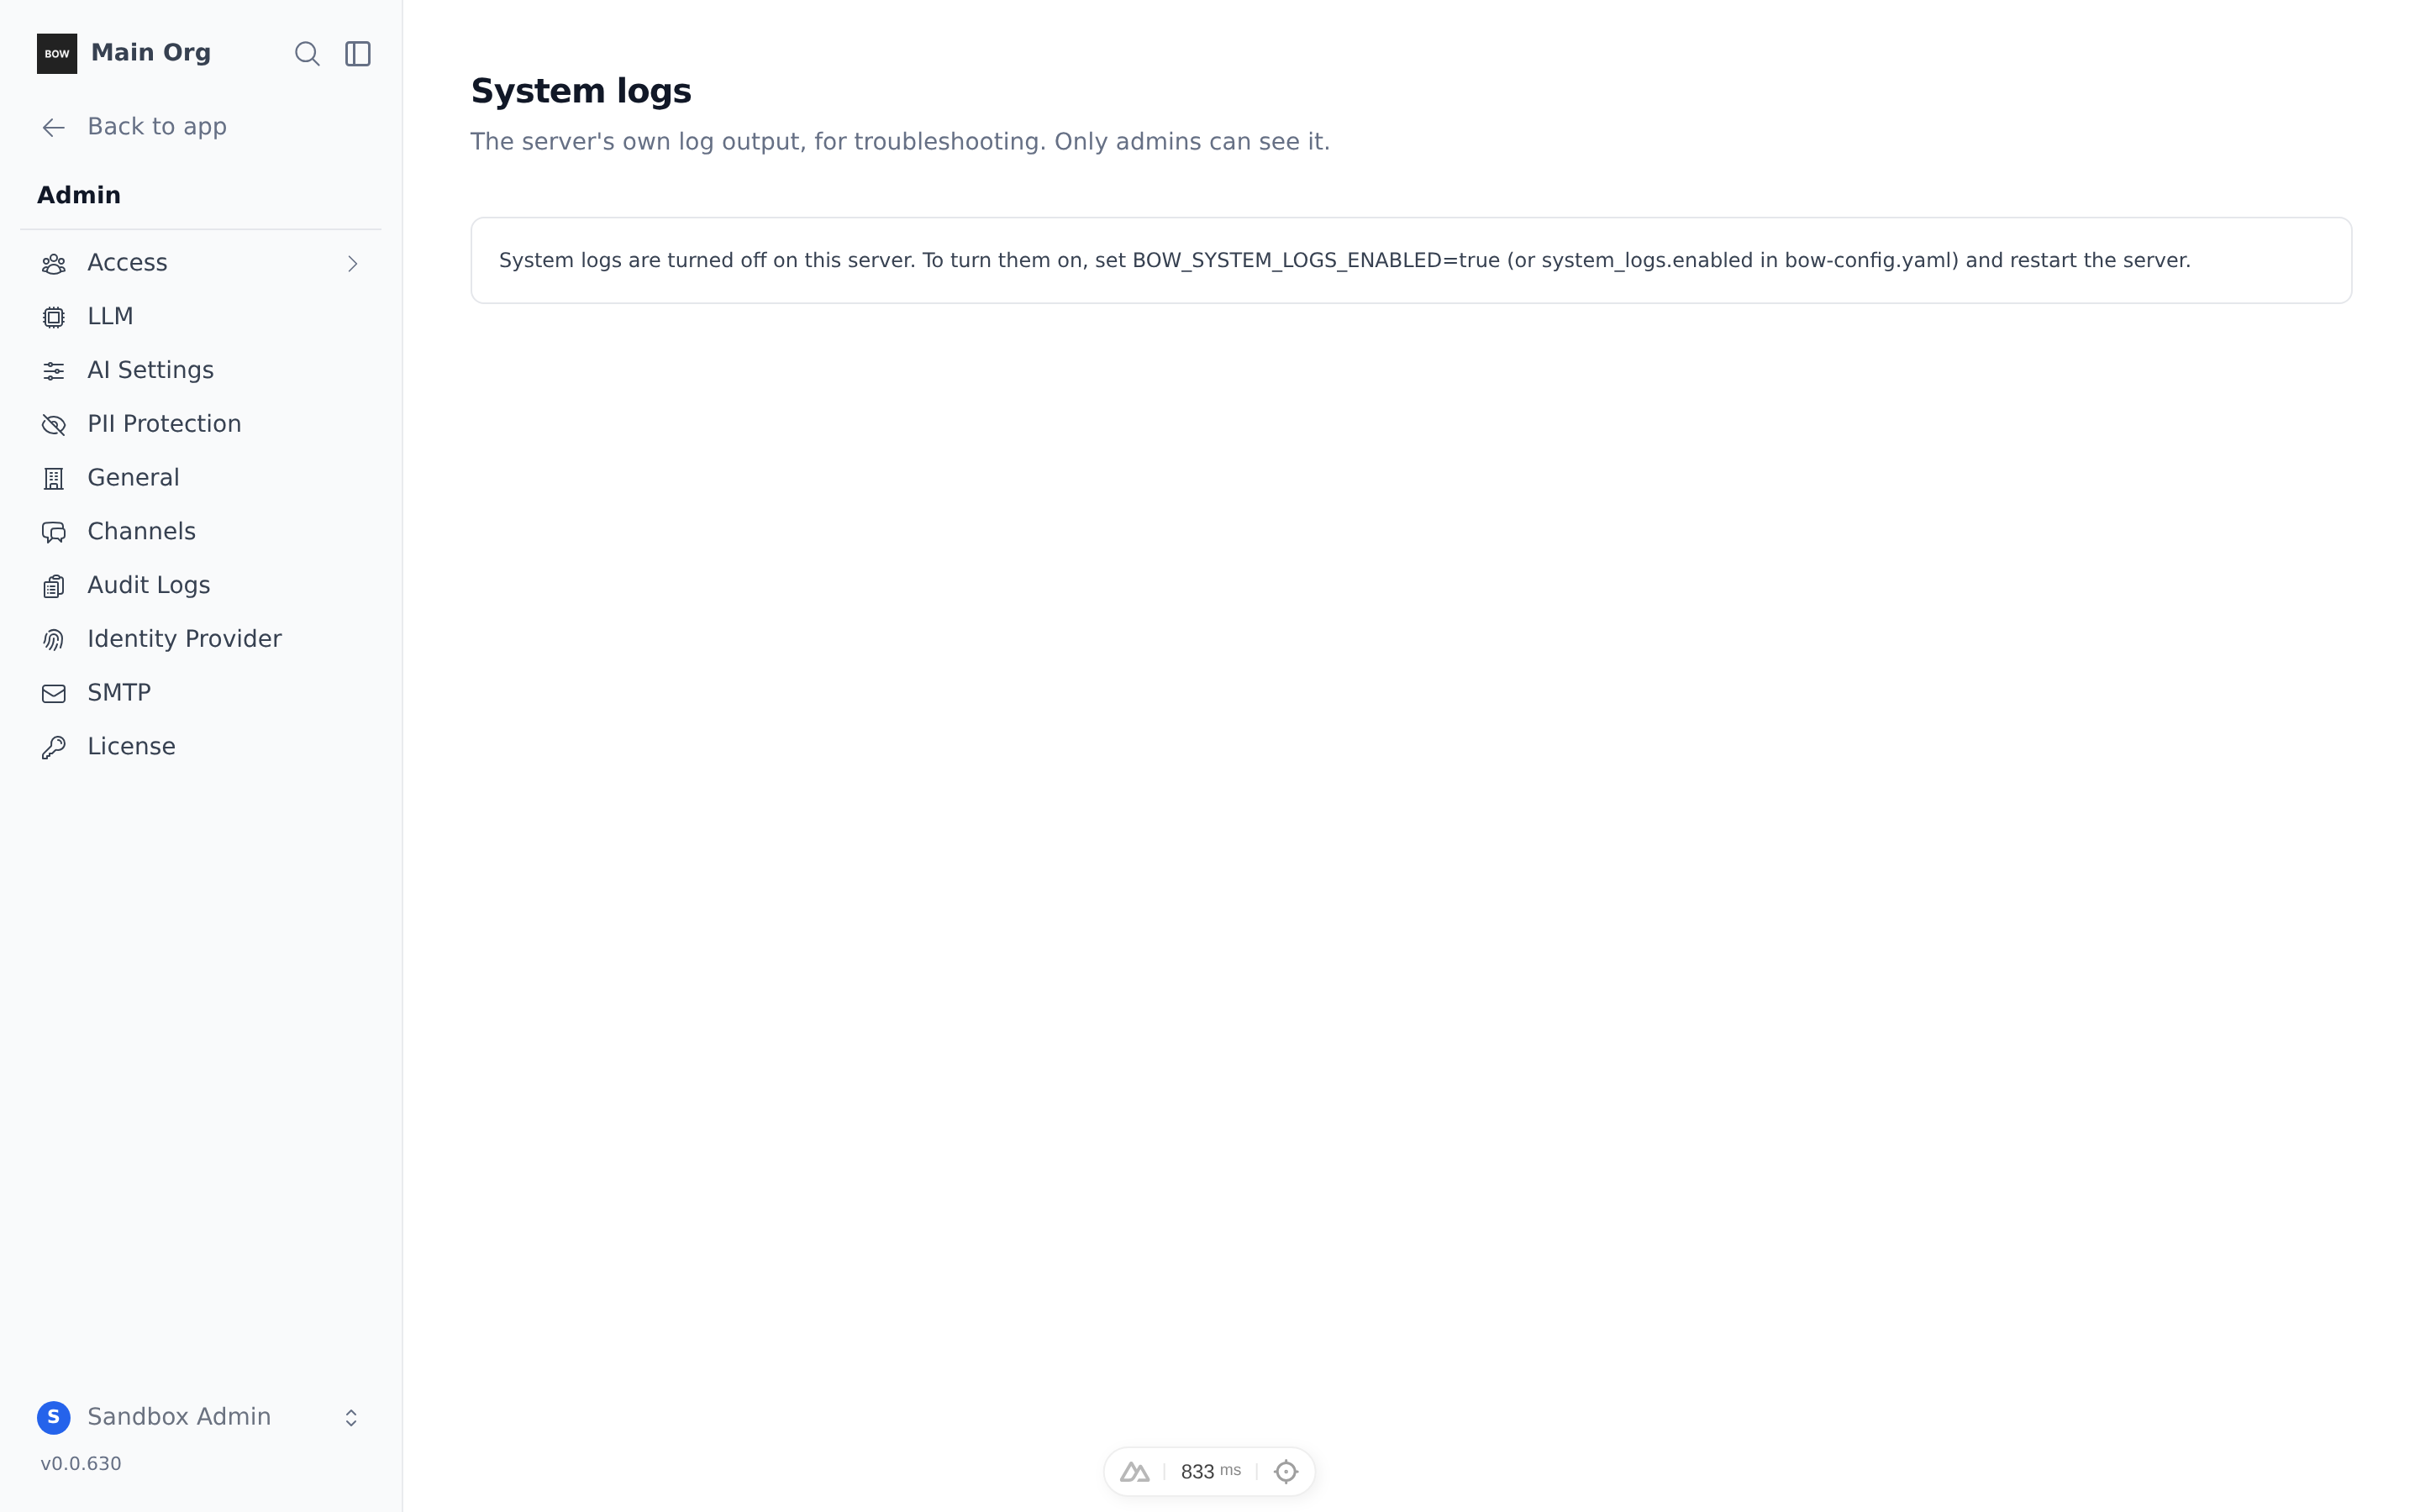 BOW Main Org
Back to app
Admin
Access
LLM
AI Settings
PII Protection
General
Channels
Audit Logs
Identity Provider
SMTP
License
S Sandbox Admin
v0.0.630
System logs
The server's own log output, for troubleshooting. Only admins can see it.
System logs are turned off on this server. To turn them on, set BOW_SYSTEM_LOGS_ENABLED=true (or system_logs.enabled in bow-config.yaml) and restart the server.
833 ms